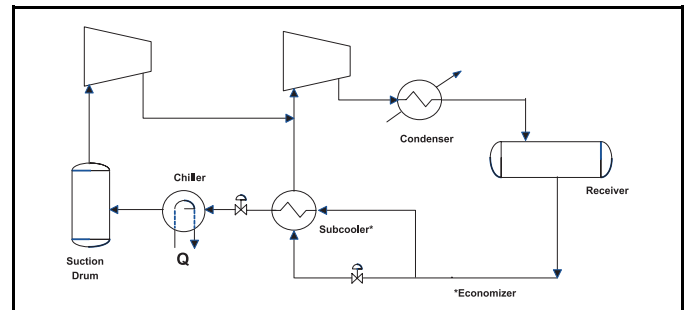 Condenser
Chiller
Receiver
Subcooler*
Q
Suction
Drum
*Economizer